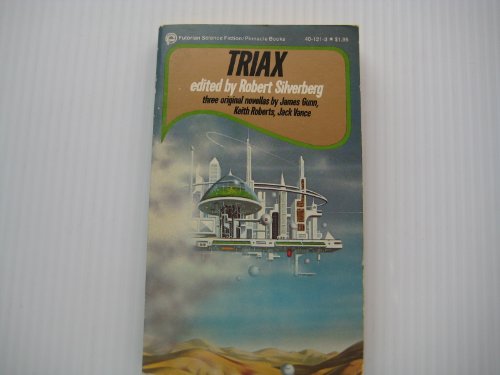 Futorian Science Fiction/Pinnacle Books 40-121-8 ★ $1.95
TRIAX
edited by Robert Silverberg
three original novellas by James Gunn,
Keith Roberts, Jack Vance